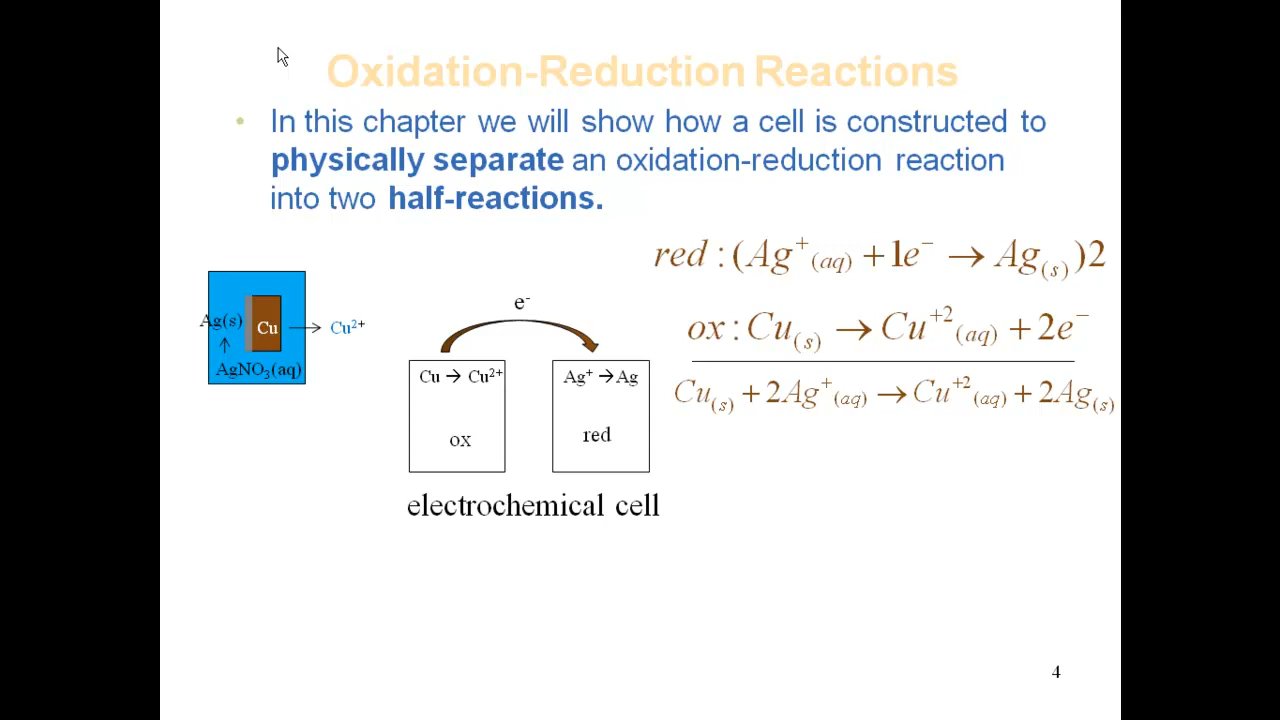 Oxidation-Reduction Reactions
• In this chapter we will show how a cell is constructed to
physically separate an oxidation-reduction reaction
into two half-reactions.
red : (Ag⁺(aq) + 1e⁻ → Ag(s))2
ox : Cu(s) → Cu⁺²(aq) + 2e⁻
Cu(s) + 2Ag⁺(aq) → Cu⁺²(aq) + 2Ag(s)
Ag(s) Cu → Cu²⁺
AgNO₃(aq)
e⁻
Cu → Cu²⁺
ox
Ag⁺ → Ag
red
electrochemical cell
4